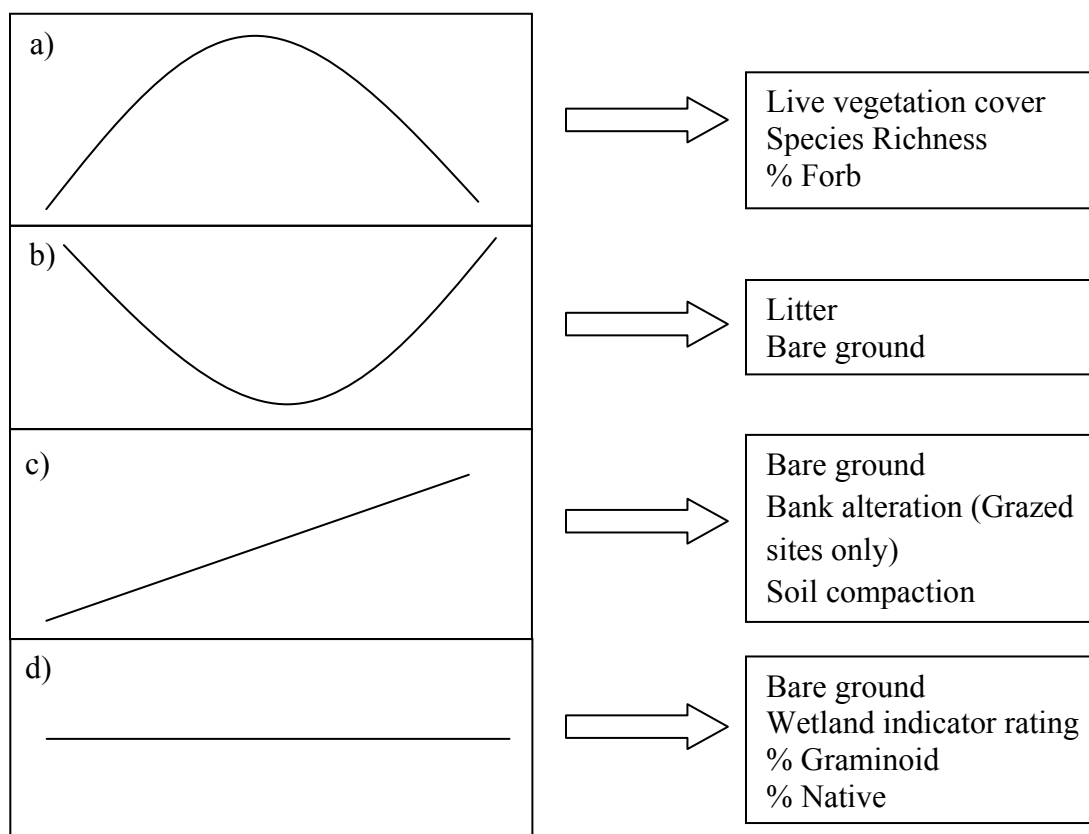 a)
Live vegetation cover
Species Richness
% Forb
b)
Litter
Bare ground
c)
Bare ground
Bank alteration (Grazed
sites only)
Soil compaction
d)
Bare ground
Wetland indicator rating
% Graminoid
% Native